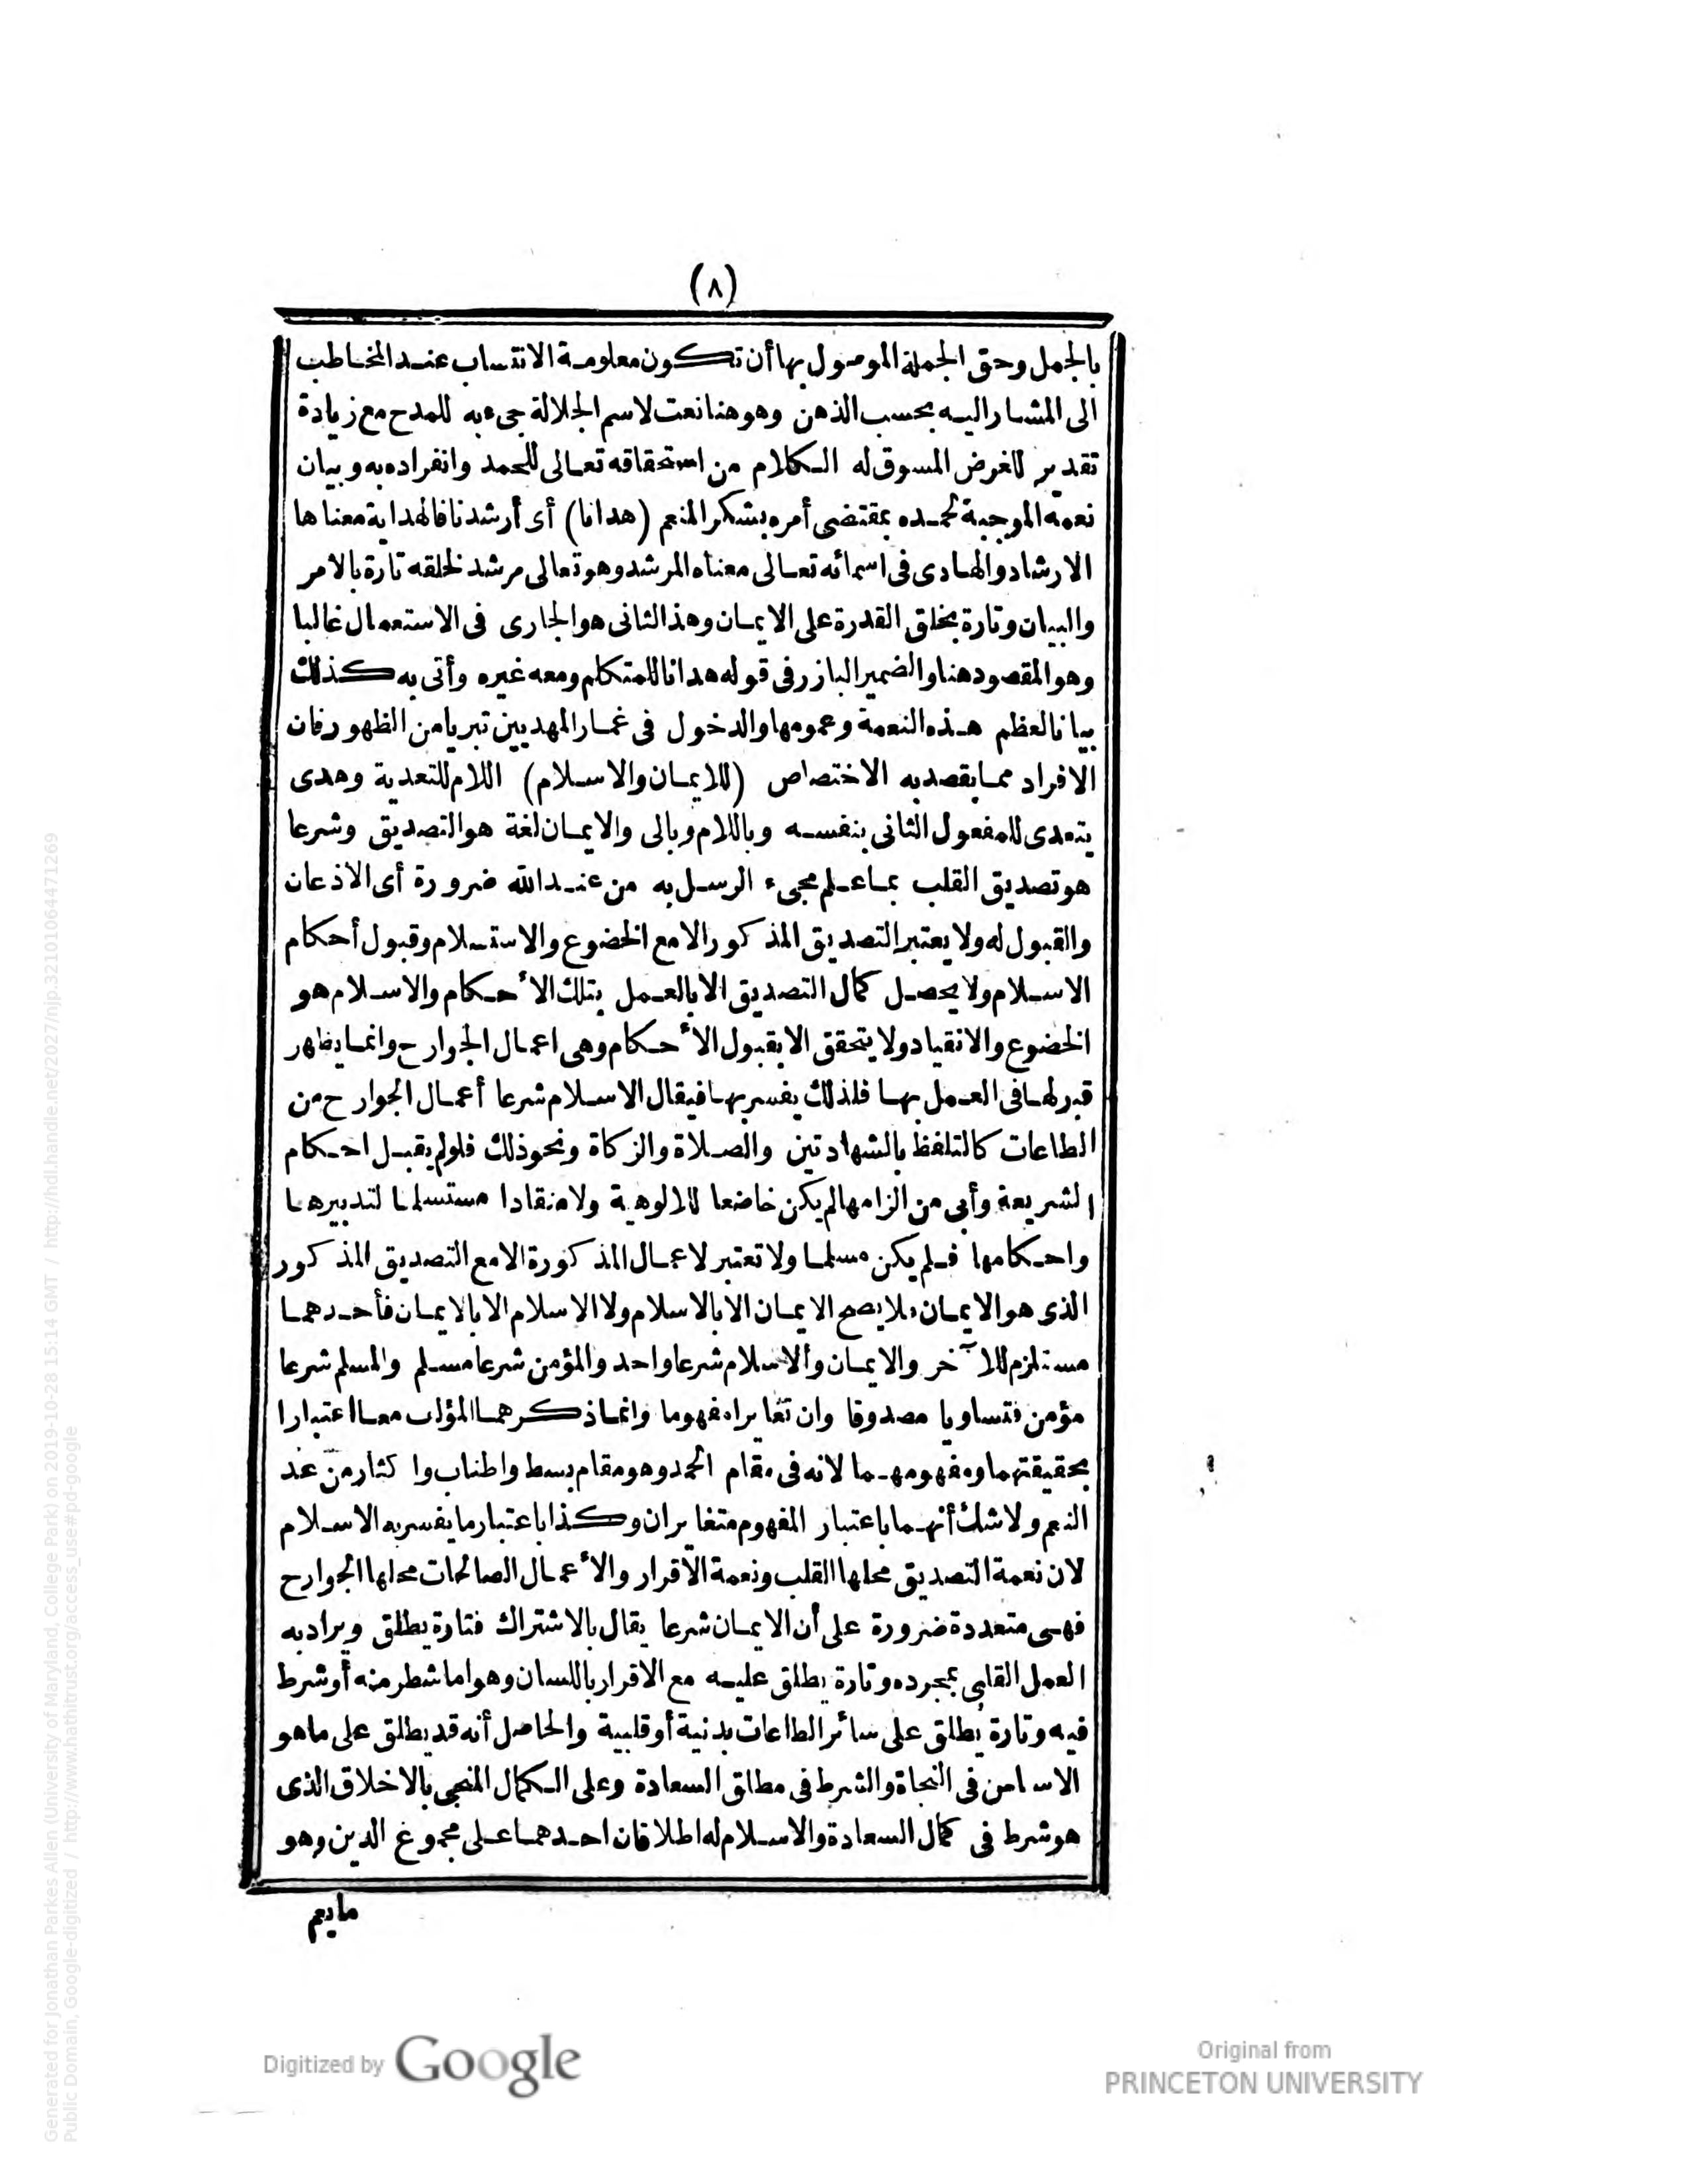 (٨)
بالجمل وحق الجملة الموصول بها أن تكون معلومة الانتساب عند المخاطب
الى المشار اليه بحسب الذهن وهو هنا نعت لاسم الجلالة جىء به للمدح مع زيادة
تقدير للغرض المسوق له الكلام من استحقاقه تعالى للحمد وانفراده به وبيان
نعمه الموجبة لحمده بمقتضى أمره بشكر المنعم (هدانا) أى أرشدنا فالهداية معناها
الارشاد والهادى فى اسمائه تعالى معناه المرشد وهو تعالى مرشد لخلقه تارة بالامر
والبيان وتارة بخلق القدرة على الايمان وهذا الثانى هو الجارى فى الاستعمال غالبا
وهو المقصود هنا والضمير البارز فى قوله هدانا للمتكلم ومعه غيره وأتى به كذلك
بيانا لعظم هذه النعمة وعمومها والدخول فى غمار المهديين تبريا من الظهور فان
الافراد مما يقصد به الاختصاص (للايمان والاسلام) اللام للتعدية وهدى
يتعدى للمفعول الثانى بنفسه وباللام وبالى والايمان لغة هو التصديق وشرعا
هو تصديق القلب بما علم مجىء الرسل به من عند الله ضرورة أى الاذعان
والقبول له ولا يعتبر التصديق المذكور الا مع الخضوع والاستسلام وقبول أحكام
الاسلام ولا يحصل كمال التصديق الا بالعمل بتلك الأحكام والاسلام هو
الخضوع والانقياد ولا يتحقق الا بقبول الأحكام وهى اعمال الجوارح وانما يظهر
قبولها فى العمل بها فلذلك يفسر بها فيقال الاسلام شرعا أعمال الجوارح من
الطاعات كالتلفظ بالشهادتين والصلاة والزكاة ونحو ذلك فلو لم يقبل احكام
الشريعة وأبى من الزامها لم يكن خاضعا للالوهية ولا منقادا مستسلما لتدبيرها
واحكامها فلم يكن مسلما ولا تعتبر لاعمال المذكورة الا مع التصديق المذكور
الذى هو الايمان فلا يصح الايمان الا بالاسلام ولا الاسلام الا بالايمان فأحدهما
مستلزم للآخر والايمان والاسلام شرعا واحد والمؤمن شرعا مسلم والمسلم شرعا
مؤمن فتساويا مصدوقا وان تغايرا مفهوما وانما ذكرهما المؤلف معا اعتبارا
بحقيقتهما ومفهومهما لانه فى مقام الحمد وهو مقام بسط واطناب واكثار من عد
النعم ولا شك أنهما باعتبار المفهوم متغايران وكذا باعتبار ما يفسر به الاسلام
لان نعمة التصديق محلها القلب ونعمة الاقرار والأعمال الصالحات محلها الجوارح
فهى متعددة ضرورة على أن الايمان شرعا يقال بالاشتراك فتارة يطلق ويراد به
العمل القلبى بمجرده وتارة يطلق عليه مع الاقرار باللسان وهو اما شطر منه أو شرط
فيه وتارة يطلق على سائر الطاعات بدنية أو قلبية والحاصل أنه قد يطلق على ما هو
الاساس فى النجاة والشرط فى مطلق السعادة وعلى الكمال المنجى بالاخلاق الذى
هو شرط فى كمال السعادة والاسلام له اطلاقان احدهما على مجموع الدين وهو
ما يعم
Digitized by Google
Original from
PRINCETON UNIVERSITY
Generated for Jonathan Parkes Allen (University of Maryland, College Park) on 2019-10-28 15:14 GMT / http://hdl.handle.net/2027/njp.32101064471269
Public Domain, Google-digitized / http://www.hathitrust.org/access_use#pd-google